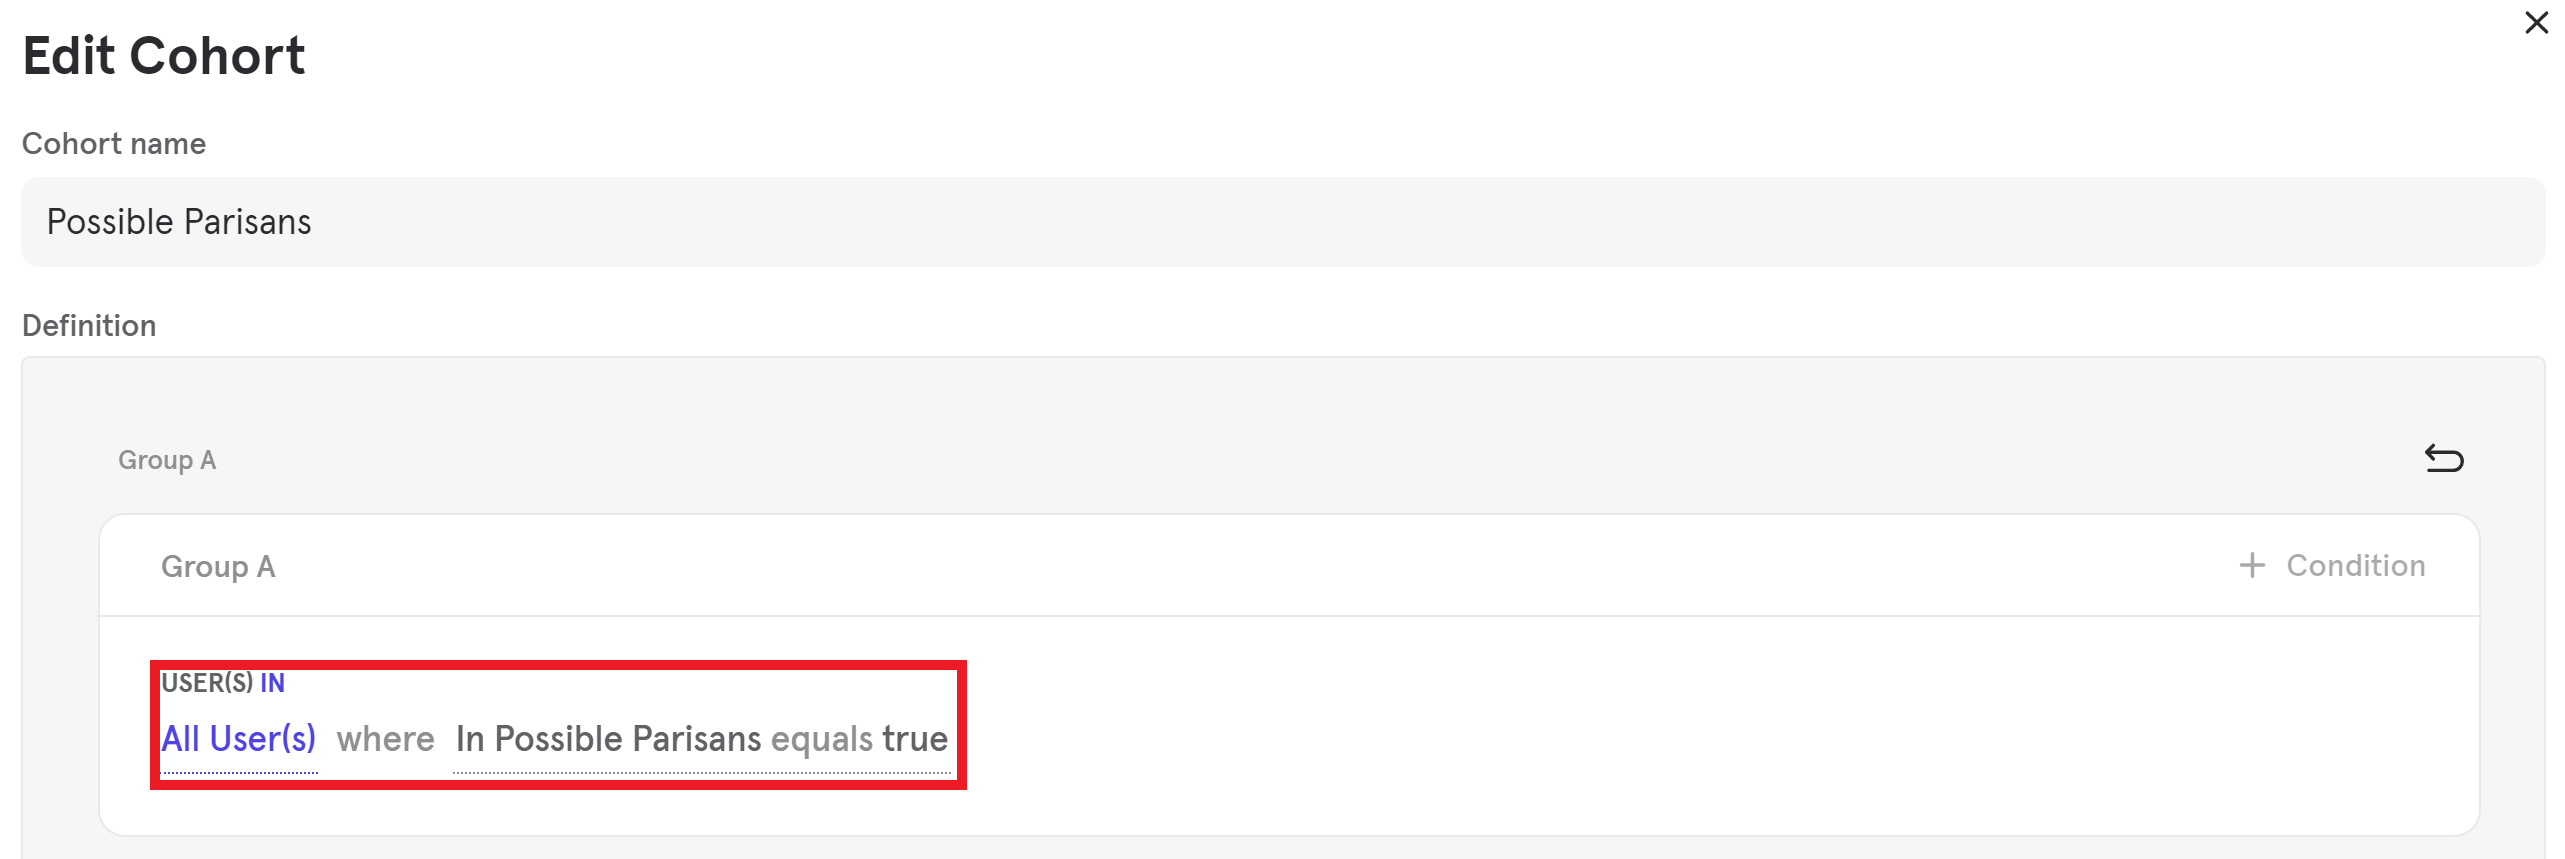 Edit Cohort
Cohort name
Possible Parisans
Definition
Group A
Group A
+ Condition
USER(S) IN
All User(s) where In Possible Parisans equals true